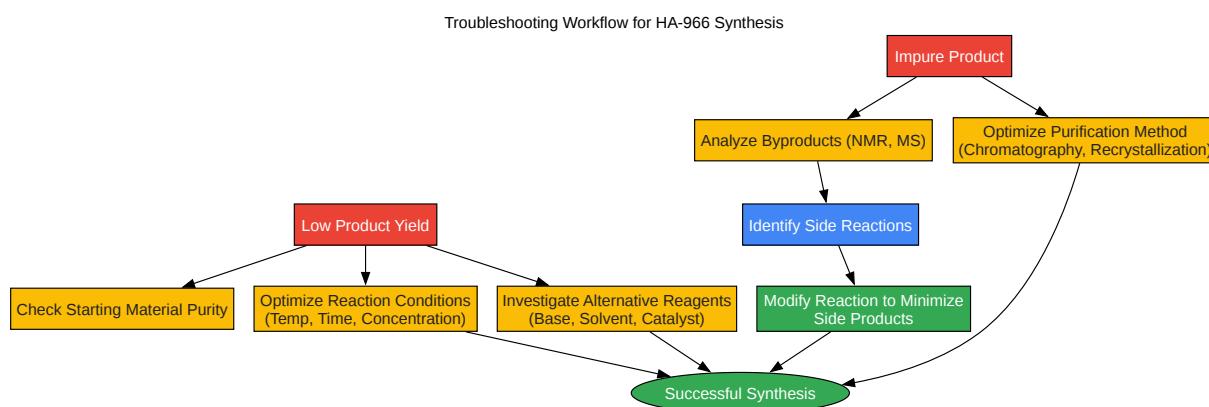 Troubleshooting Workflow for HA-966 Synthesis
Impure Product
Analyze Byproducts (NMR, MS)
Optimize Purification Method
(Chromatography, Recrystallization)
Low Product Yield
Identify Side Reactions
Check Starting Material Purity
Optimize Reaction Conditions
(Temp, Time, Concentration)
Investigate Alternative Reagents
(Base, Solvent, Catalyst)
Modify Reaction to Minimize
Side Products
Successful Synthesis